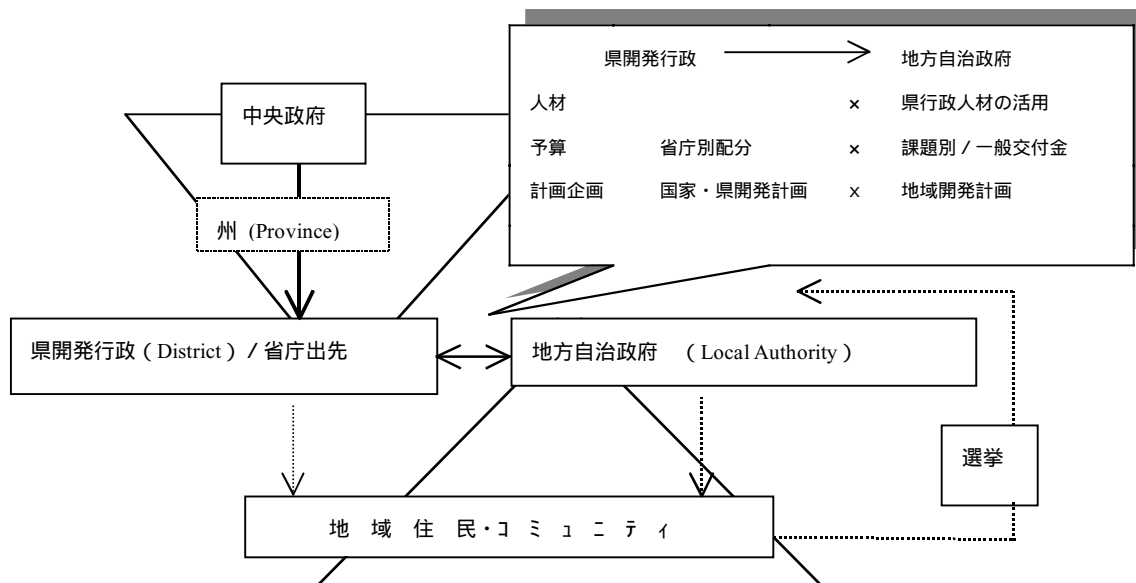 県開発行政 地方自治政府
中央政府
人材 × 県行政人材の活用
予算 省庁別配分 × 課題別 / 一般交付金
計画企画 国家・県開発計画 x 地域開発計画
州 (Province)
県開発行政 ( District ) / 省庁出先
地方自治政府 ( Local Authority )
選挙
地 域 住 民・コ ミ ュ ニ テ ィ